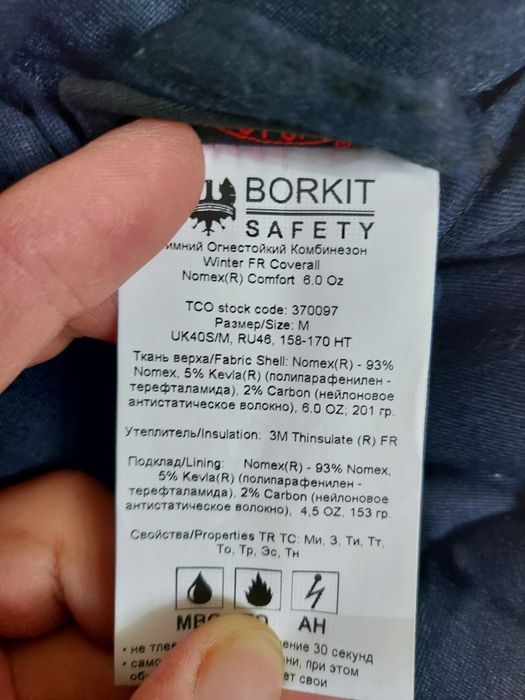 BORKIT
SAFETY
имний Огнестойкий Комбинезон
Winter FR Coverall
Nomex(R) Comfort 6.0 Oz
TCO stock code: 370097
Размер/Size: M
UK40S/M, RU46, 158-170 HT
Ткань верха/Fabric Shell: Nomex(R) - 93%
Nomex, 5% Kevla(R) (полипарафенилен -
терефталамида), 2% Carbon (нейлоновое
антистатическое волокно), 6.0 OZ; 201 гр.
Утеплитель/Insulation: 3M Thinsulate (R) FR
Подклад/Lining: Nomex(R) - 93% Nomex,
5% Kevla(R) (полипарафенилен -
терефталамида), 2% Carbon (нейлоновое
антистатическое волокно), 4,5 OZ, 153 гр.
Свойства/Properties TR TC: Ми, З, Ти, Тт,
То, Тр, Эс, Тн
АН
• не тле ение 30 секунд
• само ни, при этом
ет свои